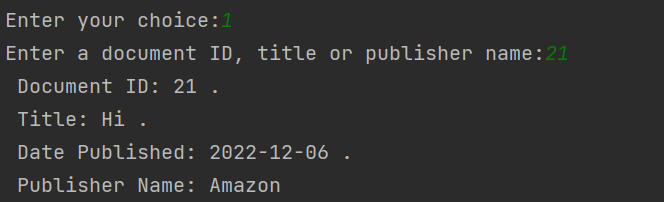 Enter your choice:1
Enter a document ID, title or publisher name:21
Document ID: 21 .
Title: Hi .
Date Published: 2022-12-06 .
Publisher Name: Amazon